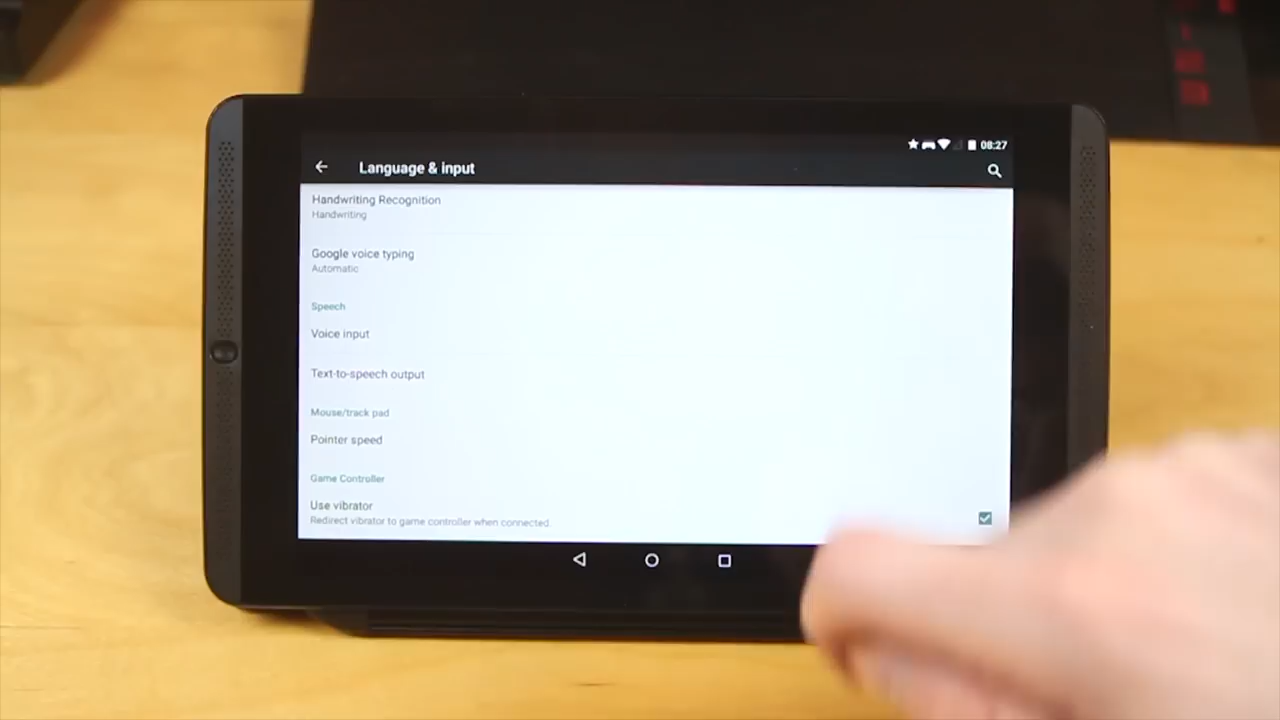 08:27
Language & input
Handwriting Recognition
Handwriting
Google voice typing
Automatic
Speech
Voice input
Text-to-speech output
Mouse/track pad
Pointer speed
Game Controller
Use vibrator
Redirect vibrator to game controller when connected.